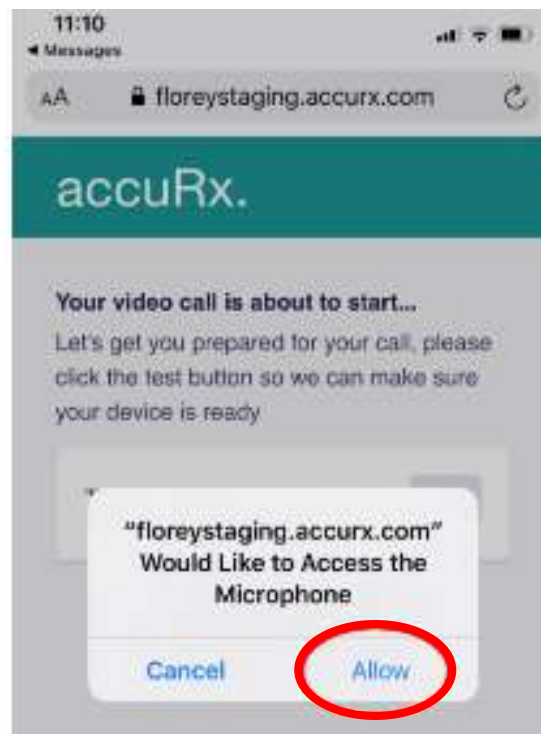 11:10
Messages
AA floreystaging.accurx.com
accuRx.
Your video call is about to start...
Let's get you prepared for your call, please
click the test button so we can make sure
your device is ready
"floreystaging.accurx.com"
Would Like to Access the
Microphone
Cancel Allow